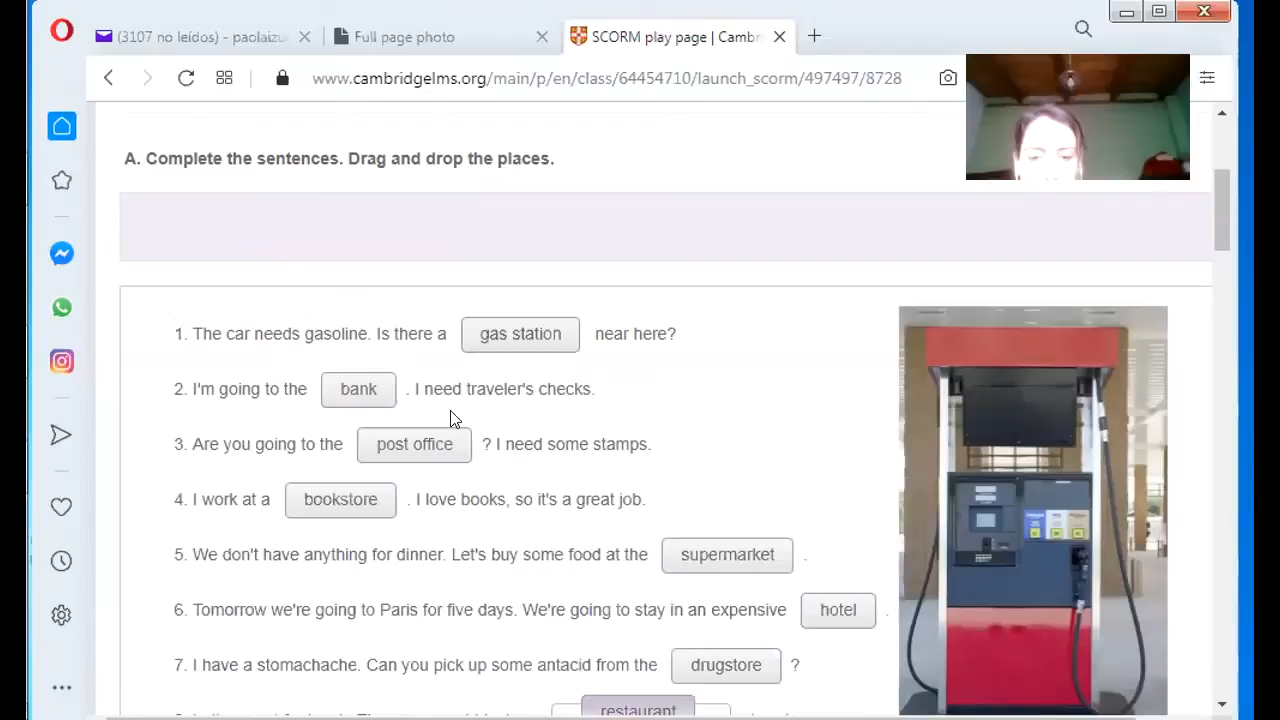 (3107 no leídos) - paolaizu
Full page photo
SCORM play page | Camb
www.cambridgelms.org/main/p/en/class/64454710/launch_scorm/497497/8728
A. Complete the sentences. Drag and drop the places.
1. The car needs gasoline. Is there a gas station near here?
2. I'm going to the bank . I need traveler's checks.
3. Are you going to the post office ? I need some stamps.
4. I work at a bookstore . I love books, so it's a great job.
5. We don't have anything for dinner. Let's buy some food at the supermarket .
6. Tomorrow we're going to Paris for five days. We're going to stay in an expensive hotel .
7. I have a stomachache. Can you pick up some antacid from the drugstore ?
restaurant